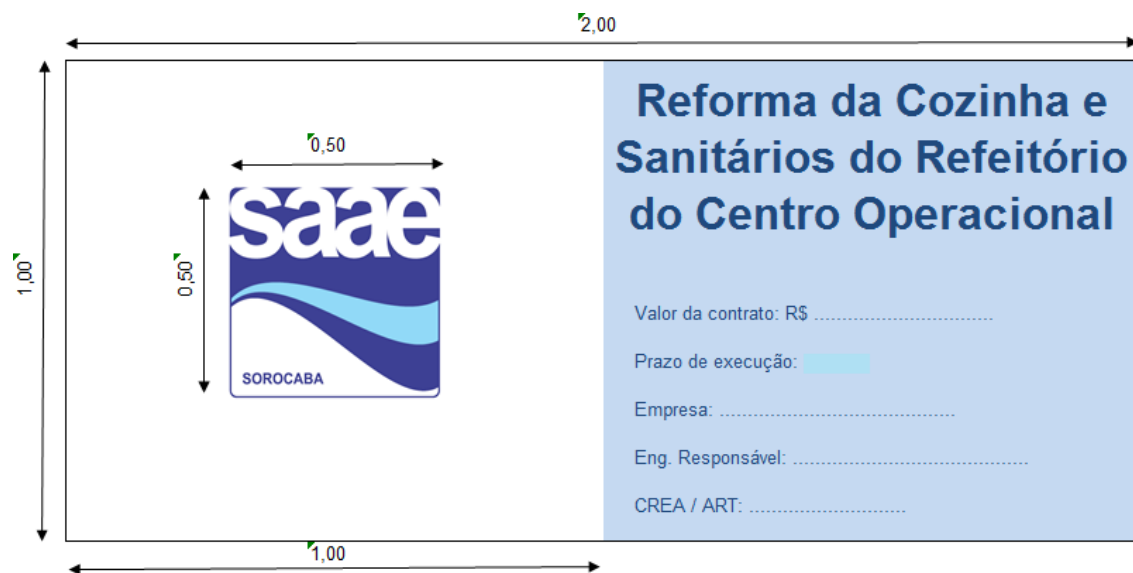 2,00
Reforma da Cozinha e
Sanitários do Refeitório
do Centro Operacional
0,50
saae
0,50
1,00
SOROCABA
Valor da contrato: R$ ................................
Prazo de execução:
Empresa: ..........................................
Eng. Responsável: ..........................................
CREA / ART: ............................
1,00